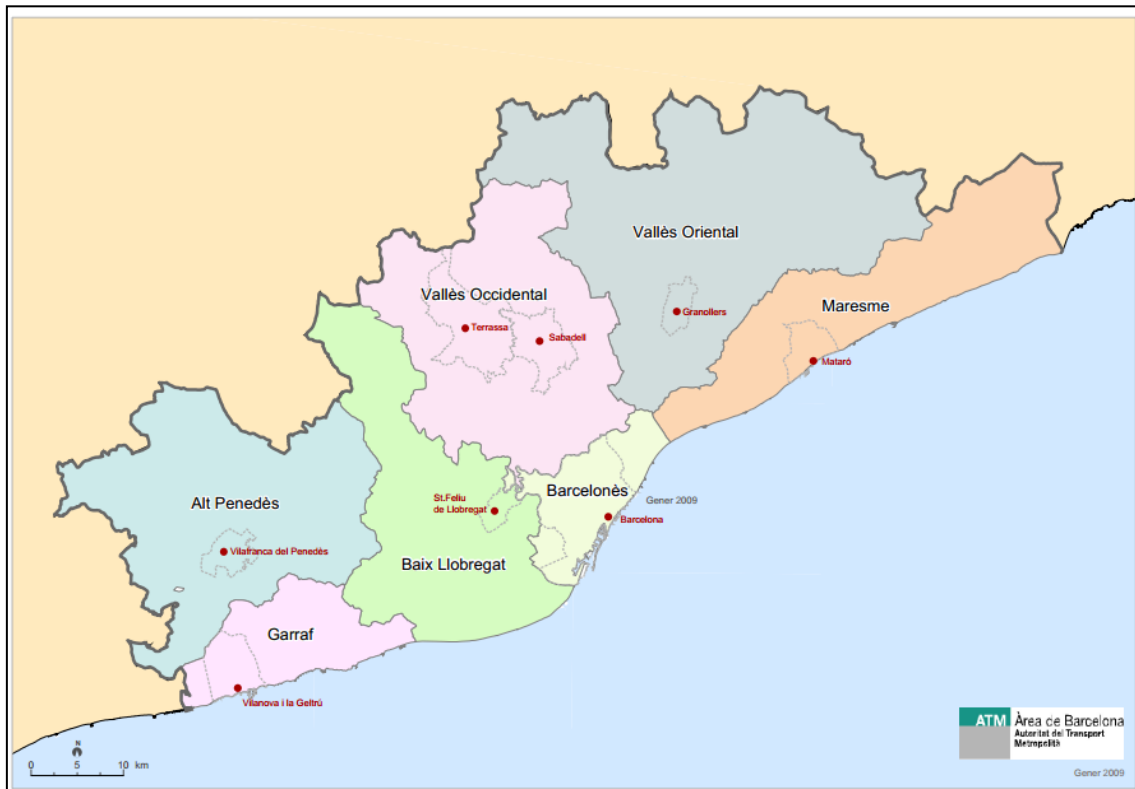 Vallès Oriental
Vallès Occidental
Maresme
Granollers
Terrassa
Sabadell
Mataró
Barcelonès
Gener 2009
Alt Penedès
St.Feliu
de Llobregat
Barcelona
Vilafranca del Penedès
Baix Llobregat
Garraf
Vilanova i la Geltrú
N
0 5 10 km
ATM Àrea de Barcelona
Autoritat del Transport
Metropolità
Gener 2009